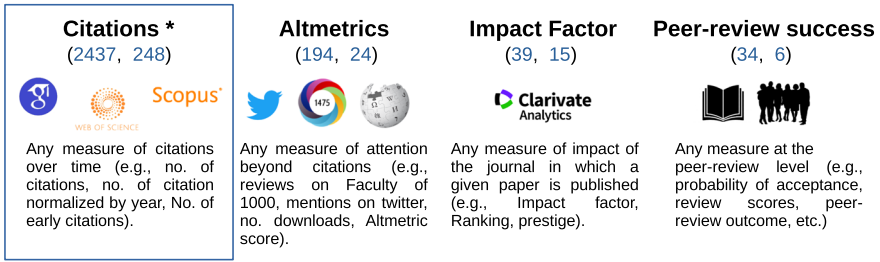 Citations *
(2437, 248)
g
WEB OF SCIENCE
Scopus®
Any measure of citations
over time (e.g., no. of
citations, no. of citation
normalized by year, No. of
early citations).
Altmetrics
(194, 24)
1475
W
Any measure of attention
beyond citations (e.g.,
reviews on Faculty of
1000, mentions on twitter,
no. downloads, Altmetric
score).
Impact Factor
(39, 15)
Clarivate
Analytics
Any measure of impact of
the journal in which a
given paper is published
(e.g., Impact factor,
Ranking, prestige).
Peer-review success
(34, 6)
Any measure at the
peer-review level (e.g.,
probability of acceptance,
review scores, peer-
review outcome, etc.)